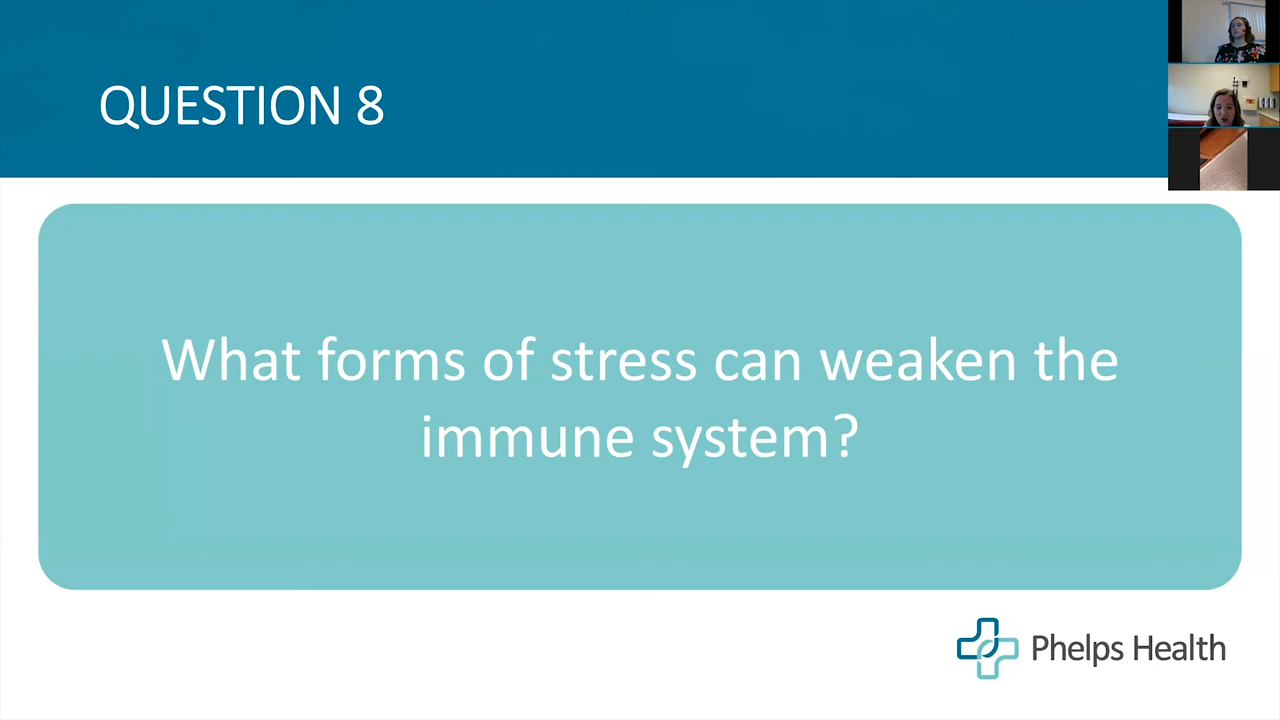 QUESTION 8
What forms of stress can weaken the
immune system?
Phelps Health